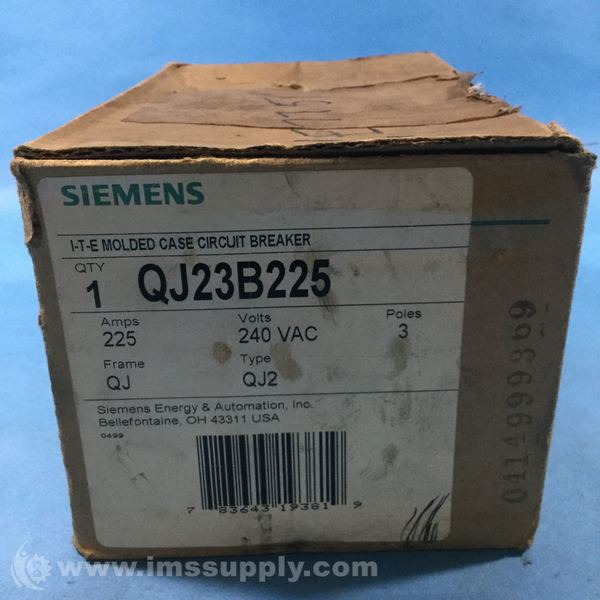 SIEMENS
I-T-E MOLDED CASE CIRCUIT BREAKER
QTY
1 QJ23B225
Amps Volts Poles
225 240 VAC 3
Frame Type
QJ QJ2
Siemens Energy & Automation, Inc.
Bellefontaine, OH 43311 USA
0499
7 83643 19381 9
0414999369
www.imssupply.com